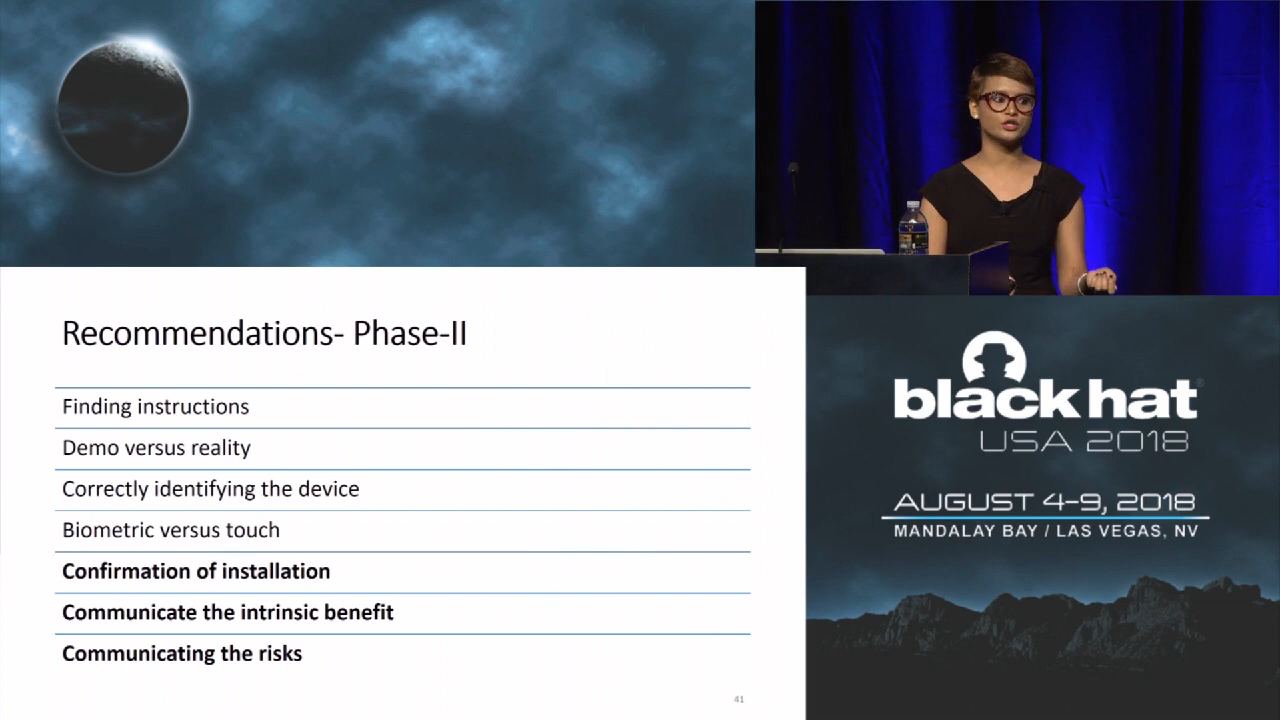 Recommendations- Phase-II
Finding instructions
Demo versus reality
Correctly identifying the device
Biometric versus touch
Confirmation of installation
Communicate the intrinsic benefit
Communicating the risks
41
black hat
USA 2018
AUGUST 4-9, 2018
MANDALAY BAY / LAS VEGAS, NV